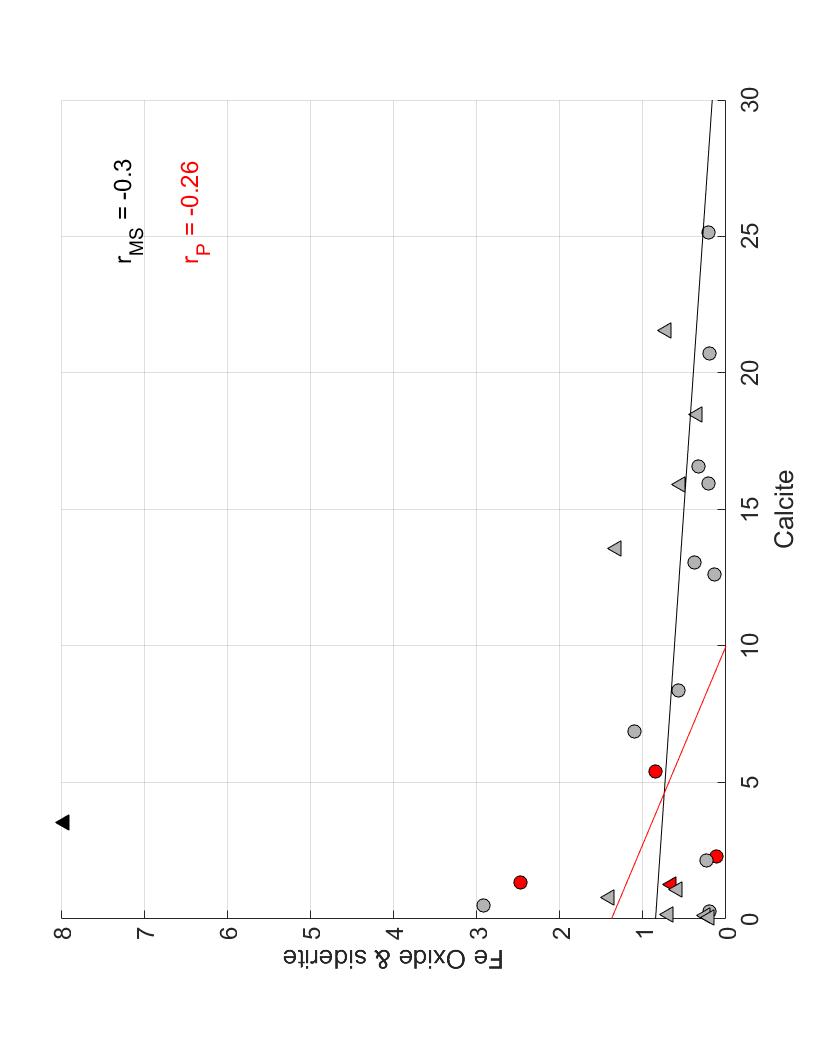 8
7
6
5
4
3
2
1
0
Fe Oxide & siderite
r_MS = -0.3
r_P = -0.26
0 5 10 15 20 25 30
Calcite